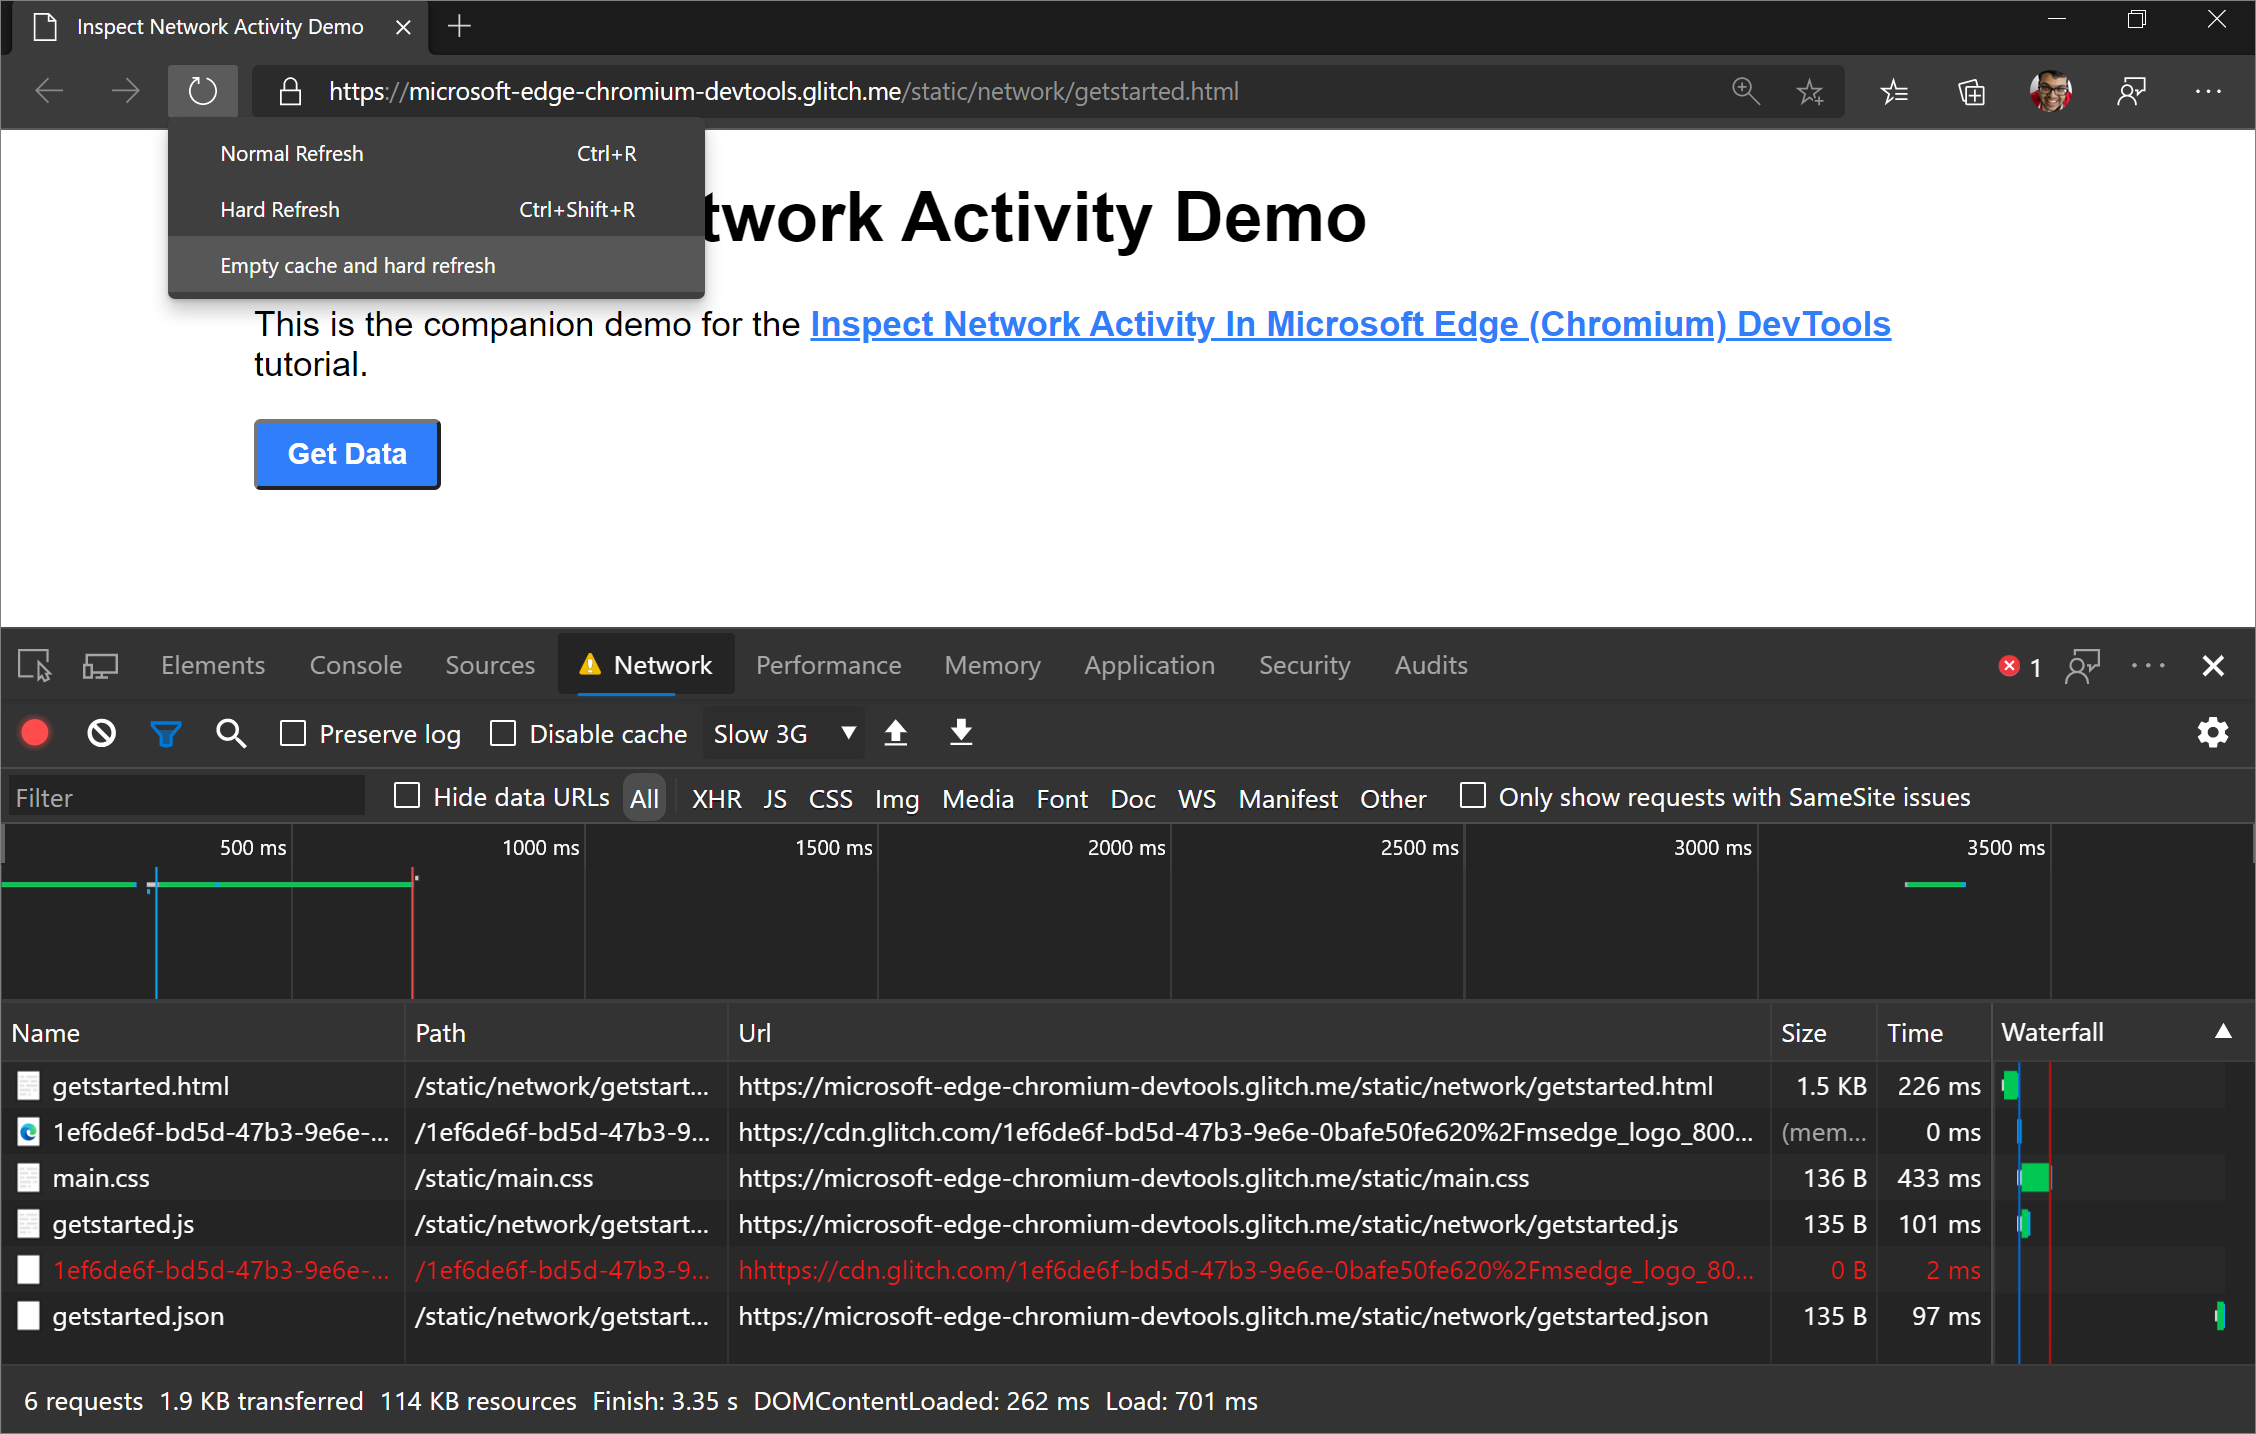 Inspect Network Activity Demo
https://microsoft-edge-chromium-devtools.glitch.me/static/network/getstarted.html
Normal Refresh Ctrl+R
Hard Refresh Ctrl+Shift+R
Empty cache and hard refresh
twork Activity Demo
This is the companion demo for the Inspect Network Activity In Microsoft Edge (Chromium) DevTools
tutorial.
Get Data
Elements Console Sources Network Performance Memory Application Security Audits 1
Preserve log Disable cache Slow 3G
Filter Hide data URLs All XHR JS CSS Img Media Font Doc WS Manifest Other Only show requests with SameSite issues
500 ms 1000 ms 1500 ms 2000 ms 2500 ms 3000 ms 3500 ms
Name Path Url Size Time Waterfall
getstarted.html /static/network/getstart... https://microsoft-edge-chromium-devtools.glitch.me/static/network/getstarted.html 1.5 KB 226 ms
1ef6de6f-bd5d-47b3-9e6e-... /1ef6de6f-bd5d-47b3-9... https://cdn.glitch.com/1ef6de6f-bd5d-47b3-9e6e-0bafe50fe620%2Fmsedge_logo_800... (mem... 0 ms
main.css /static/main.css https://microsoft-edge-chromium-devtools.glitch.me/static/main.css 136 B 433 ms
getstarted.js /static/network/getstart... https://microsoft-edge-chromium-devtools.glitch.me/static/network/getstarted.js 135 B 101 ms
1ef6de6f-bd5d-47b3-9e6e-... /1ef6de6f-bd5d-47b3-9... hhttps://cdn.glitch.com/1ef6de6f-bd5d-47b3-9e6e-0bafe50fe620%2Fmsedge_logo_80... 0 B 2 ms
getstarted.json /static/network/getstart... https://microsoft-edge-chromium-devtools.glitch.me/static/network/getstarted.json 135 B 97 ms
6 requests 1.9 KB transferred 114 KB resources Finish: 3.35 s DOMContentLoaded: 262 ms Load: 701 ms